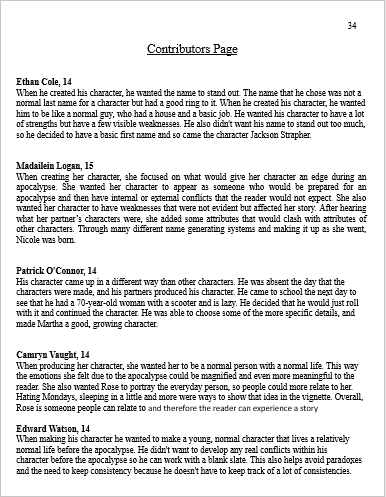 34
Contributors Page
Ethan Cole, 14
When he created his character, he wanted the name to stand out. The name that he chose was not a
normal last name for a character but had a good ring to it. When he created his character, he wanted
him to be like a normal guy, who had a house and a basic job. He wanted his character to have a lot
of strengths but have a few visible weaknesses. He also didn't want his name to stand out too much,
so he decided to have a basic first name and so came the character Jackson Strapher.
Madailein Logan, 15
When creating her character, she focused on what would give her character an edge during an
apocalypse. She wanted her character to appear as someone who would be prepared for an
apocalypse and then have internal or external conflicts that the reader would not expect. She also
wanted her character to have weaknesses that were not evident but affected her story. After hearing
what her partner's characters were, she added some attributes that would clash with attributes of
other characters. Through many different name generating systems and making it up as she went,
Nicole was born.
Patrick O'Connor, 14
His character came up in a different way than other characters. He was absent the day that the
characters were made, and his partners produced his character. He came to school the next day to
see that he had a 70-year-old woman with a scooter and is lazy. He decided that he would just roll
with it and continued the character. He was able to choose some of the more specific details, and
made Martha a good, growing character.
Camryn Vaught, 14
When producing her character, she wanted her to be a normal person with a normal life. This way
the emotions she felt due to the apocalypse could be magnified and even more meaningful to the
reader. She also wanted Rose to portray the everyday person, so people could more relate to her.
Hating Mondays, sleeping in a little and more were ways to show that idea in the vignette. Overall,
Rose is someone people can relate to and therefore the reader can experience a story
Edward Watson, 14
When making his character he wanted to make a young, normal character that lives a relatively
normal life before the apocalypse. He didn't want to develop any real conflicts within his
character before the apocalypse so he can work with a blank slate. This also helps avoid paradoxes
and the need to keep consistency because he doesn't have to keep track of a lot of consistencies.